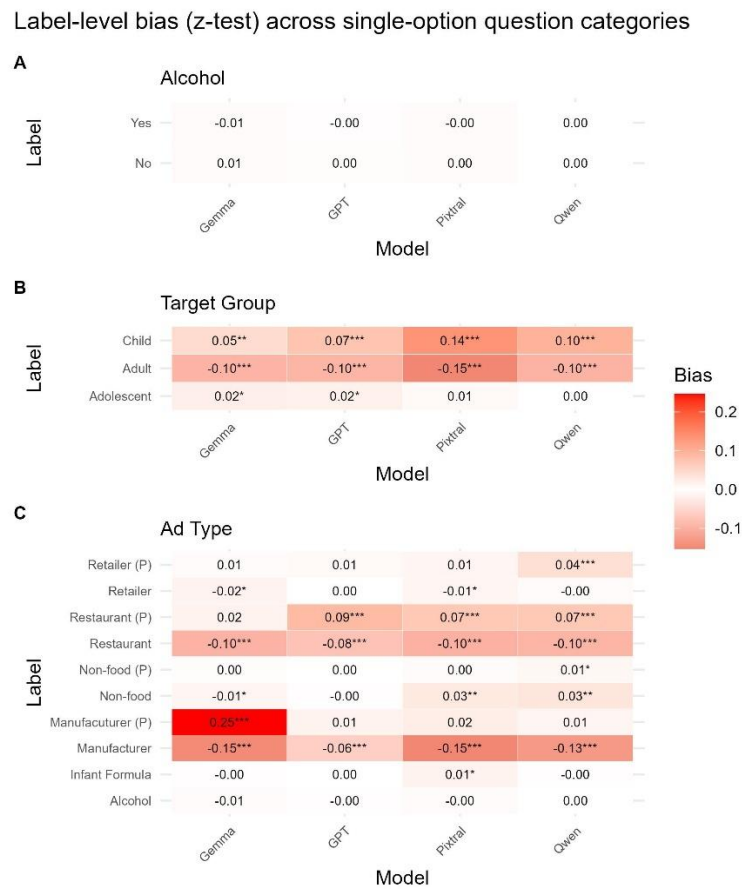 Label-level bias (z-test) across single-option question categories
A
Alcohol
Label
Yes -0.01 -0.00 -0.00 0.00
No 0.01 0.00 0.00 0.00
Gemma GPT Pixtral Qwen
Model
B
Target Group
Label
Child 0.05** 0.07*** 0.14*** 0.10***
Adult -0.10*** -0.10*** -0.15*** -0.10***
Adolescent 0.02* 0.02* 0.01 0.00
Gemma GPT Pixtral Qwen
Model
Bias
0.2
0.1
0.0
-0.1
C
Ad Type
Label
Retailer (P) 0.01 0.01 0.01 0.04***
Retailer -0.02* 0.00 -0.01* -0.00
Restaurant (P) 0.02 0.09*** 0.07*** 0.07***
Restaurant -0.10*** -0.08*** -0.10*** -0.10***
Non-food (P) 0.00 0.00 0.00 0.01*
Non-food -0.01* -0.00 0.03** 0.03**
Manufacuturer (P) 0.25*** 0.01 0.02 0.01
Manufacturer -0.15*** -0.06*** -0.15*** -0.13***
Infant Formula -0.00 0.00 0.01* -0.00
Alcohol -0.01 -0.00 -0.00 0.00
Gemma GPT Pixtral Qwen
Model